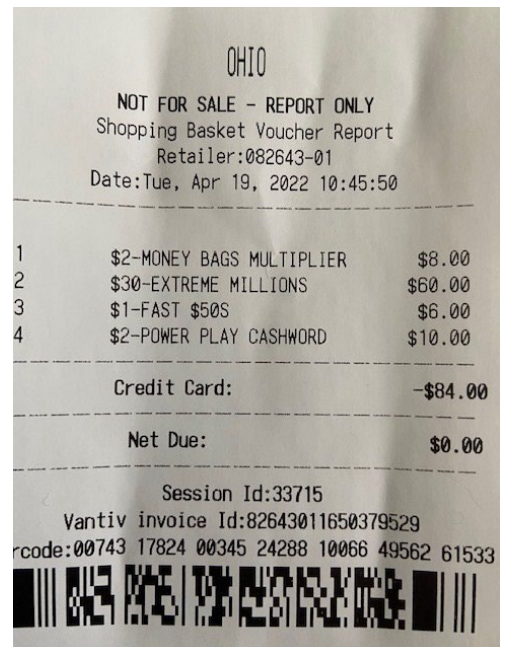 OHIO
NOT FOR SALE - REPORT ONLY
Shopping Basket Voucher Report
Retailer:082643-01
Date:Tue, Apr 19, 2022 10:45:50
1 $2-MONEY BAGS MULTIPLIER $8.00
2 $30-EXTREME MILLIONS $60.00
3 $1-FAST $50S $6.00
4 $2-POWER PLAY CASHWORD $10.00
Credit Card: -$84.00
Net Due: $0.00
Session Id:33715
Vantiv invoice Id:82643011650379529
rcode:00743 17824 00345 24288 10066 49562 61533